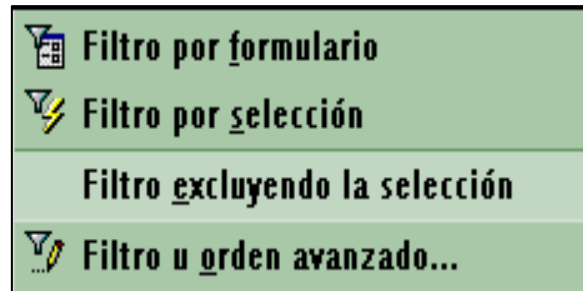 Filtro por formulario
Filtro por selección
Filtro excluyendo la selección
Filtro u orden avanzado...